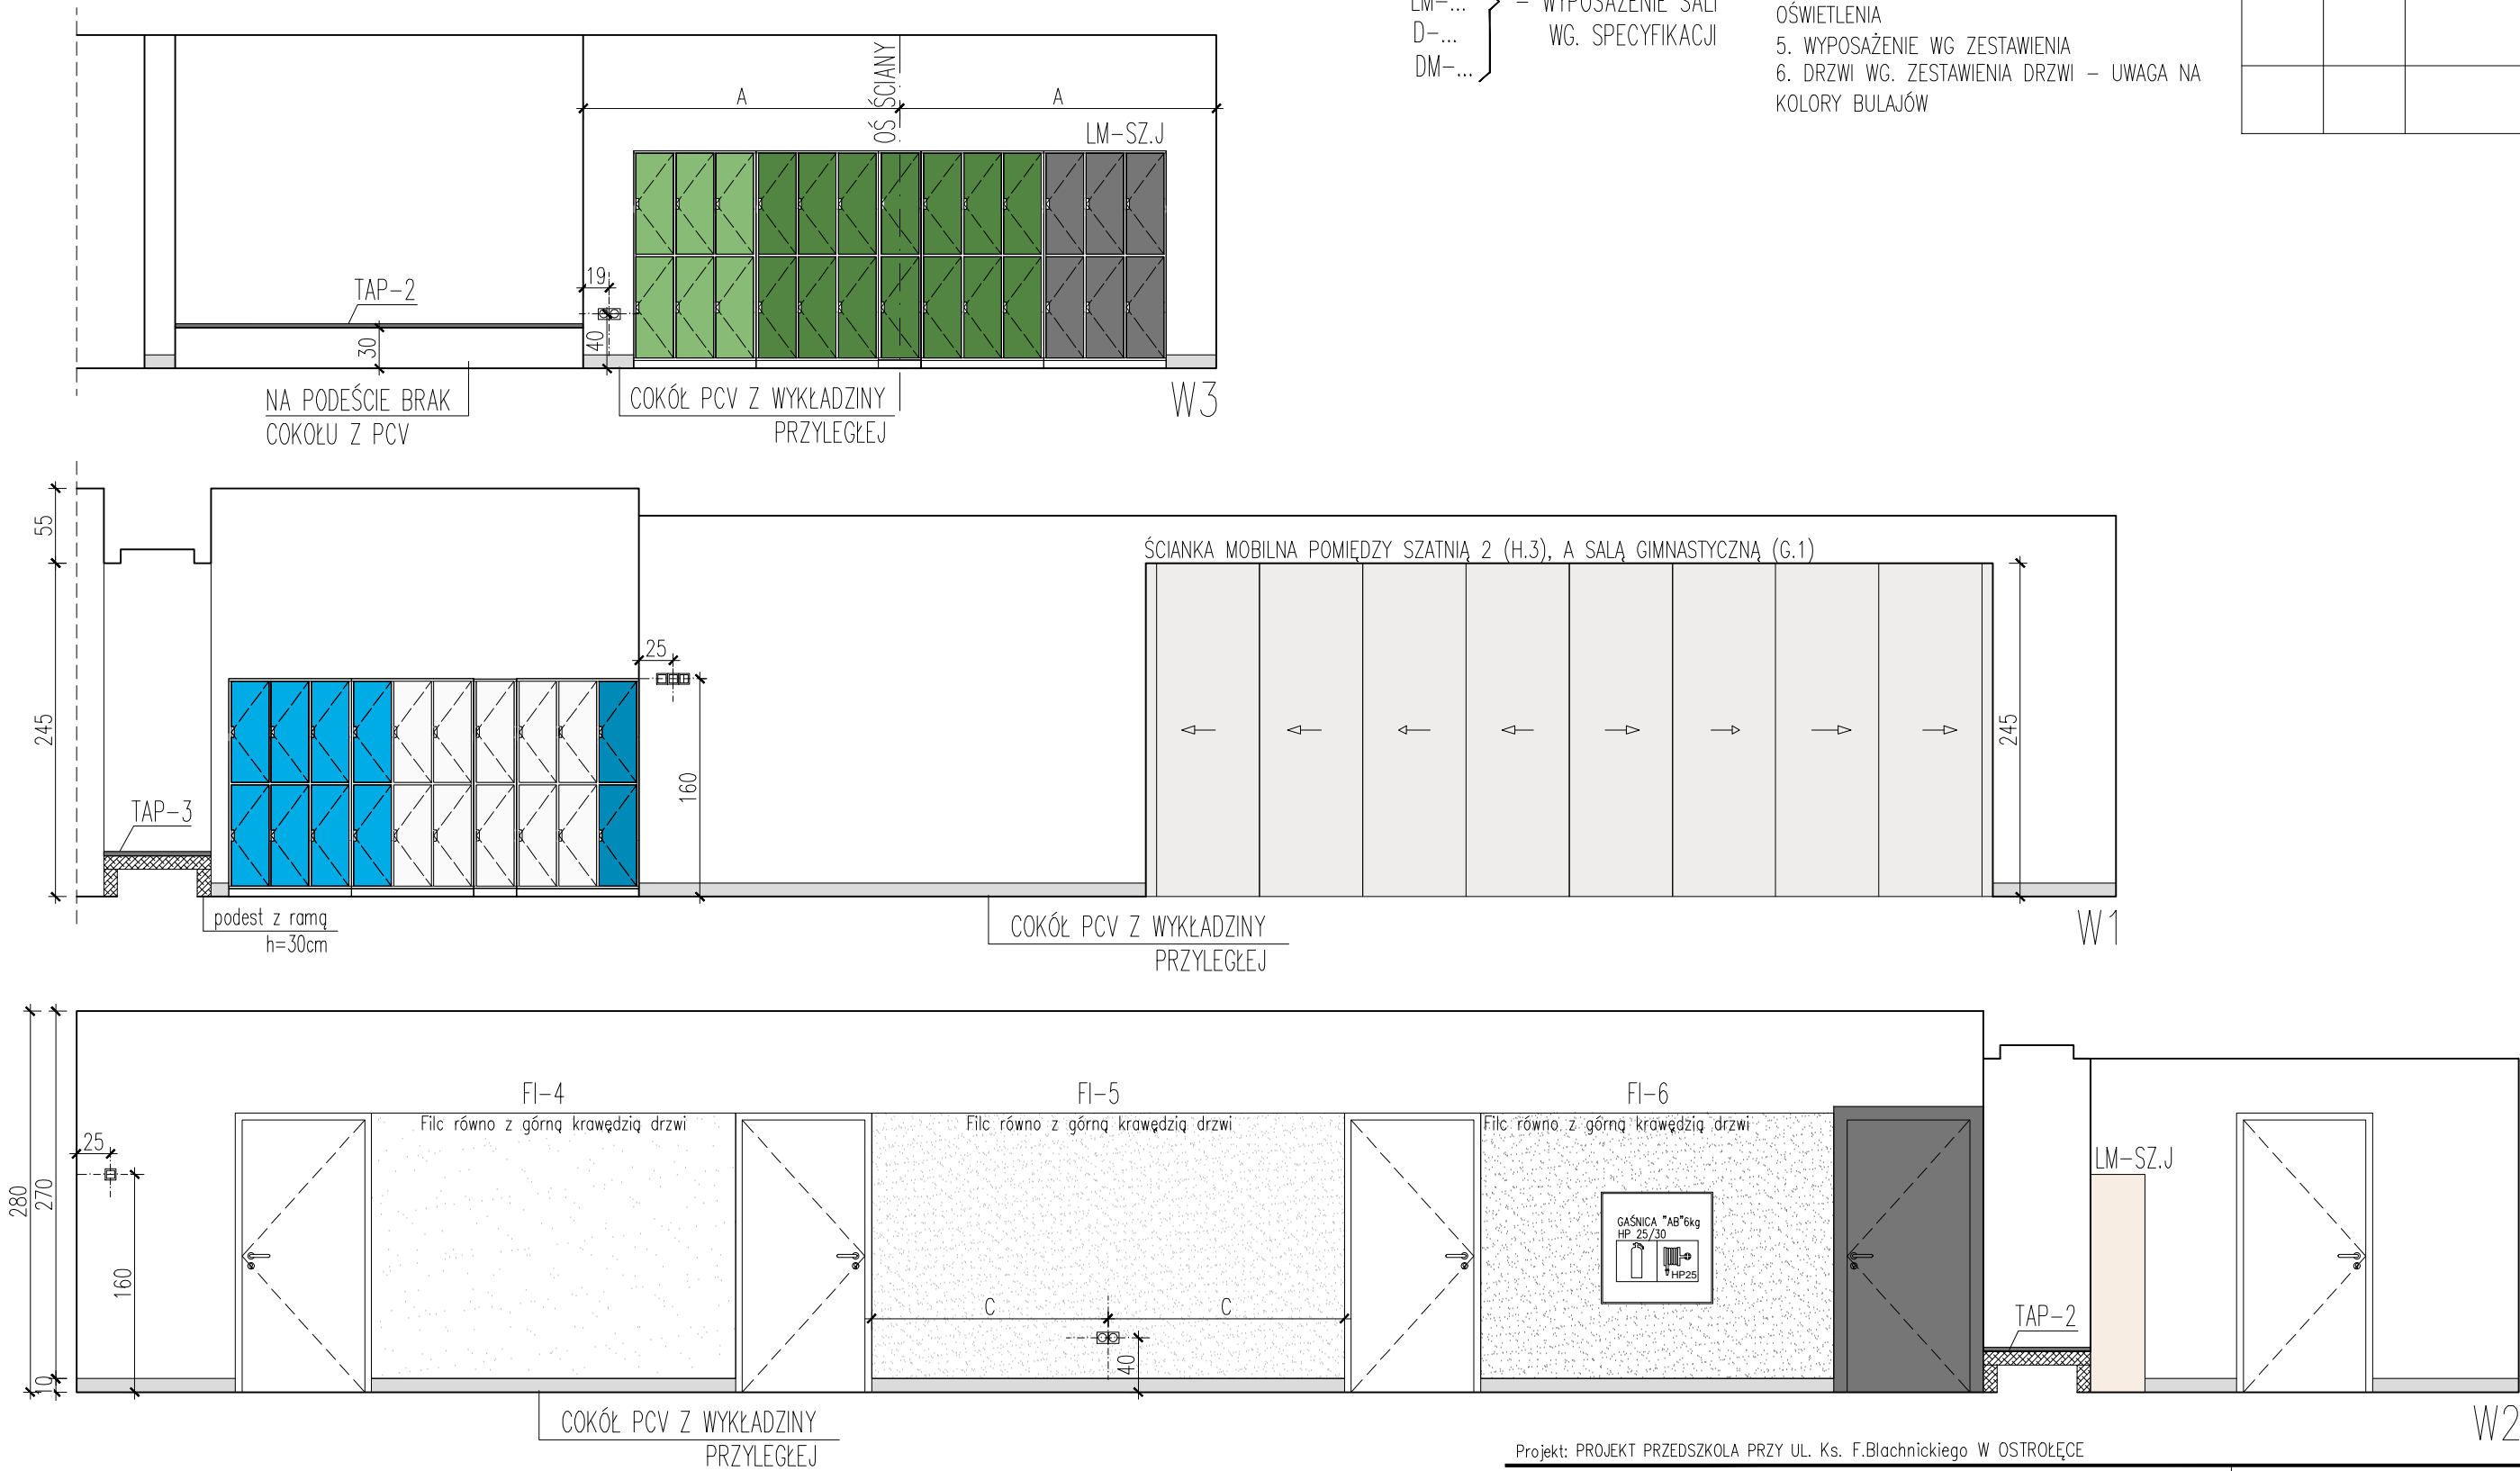 LM-...
D-...
DM-...
- WYPOSAŻENIE SALI
WG. SPECYFIKACJI
OŚWIETLENIA
5. WYPOSAŻENIE WG ZESTAWIENIA
6. DRZWI WG. ZESTAWIENIA DRZWI - UWAGA NA
KOLORY BULAJÓW
OŚ ŚCIANY
A
A
LM-SZ.J
TAP-2
19
30
40
NA PODEŚCIE BRAK
COKOŁU Z PCV
COKÓŁ PCV Z WYKŁADZINY
PRZYLEGŁEJ
W3
55
ŚCIANKA MOBILNA POMIĘDZY SZATNIĄ 2 (H.3), A SALĄ GIMNASTYCZNĄ (G.1)
25
245
245
160
TAP-3
podest z ramą
h=30cm
COKÓŁ PCV Z WYKŁADZINY
PRZYLEGŁEJ
W1
FI-4
FI-5
FI-6
Filc równo z górną krawędzią drzwi
Filc równo z górną krawędzią drzwi
Filc równo z górną krawędzią drzwi
25
LM-SZ.J
280
270
GAŚNICA "AB"6kg
HP 25/30
HP25
160
C
C
TAP-2
40
10
COKÓŁ PCV Z WYKŁADZINY
PRZYLEGŁEJ
W2
Projekt: PROJEKT PRZEDSZKOLA PRZY UL. Ks. F.Blachnickiego W OSTROŁĘCE